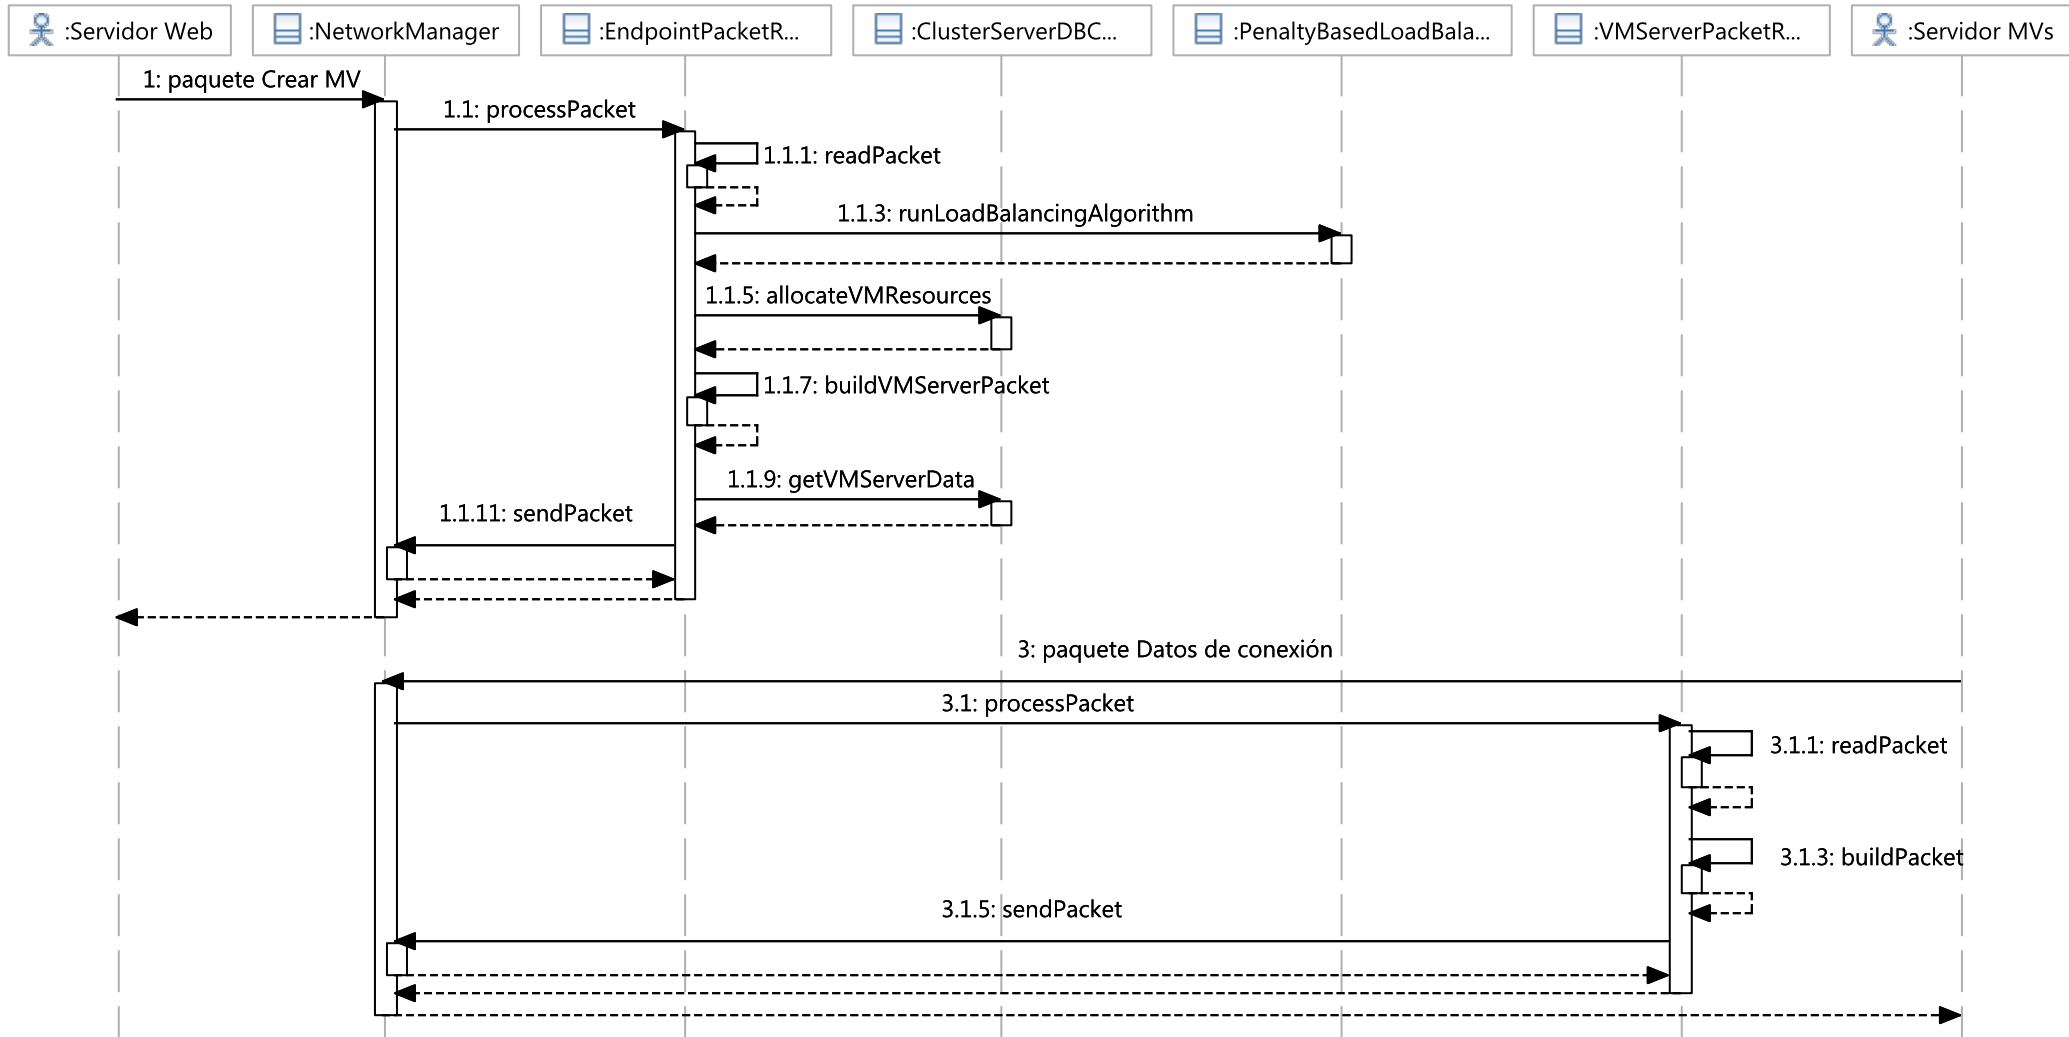 :Servidor Web
:NetworkManager
:EndpointPacketR...
:ClusterServerDBC...
:PenaltyBasedLoadBala...
:VMServerPacketR...
:Servidor MVs
1: paquete Crear MV
1.1: processPacket
1.1.1: readPacket
1.1.3: runLoadBalancingAlgorithm
1.1.5: allocateVMResources
1.1.7: buildVMServerPacket
1.1.9: getVMServerData
1.1.11: sendPacket
3: paquete Datos de conexión
3.1: processPacket
3.1.1: readPacket
3.1.3: buildPacket
3.1.5: sendPacket